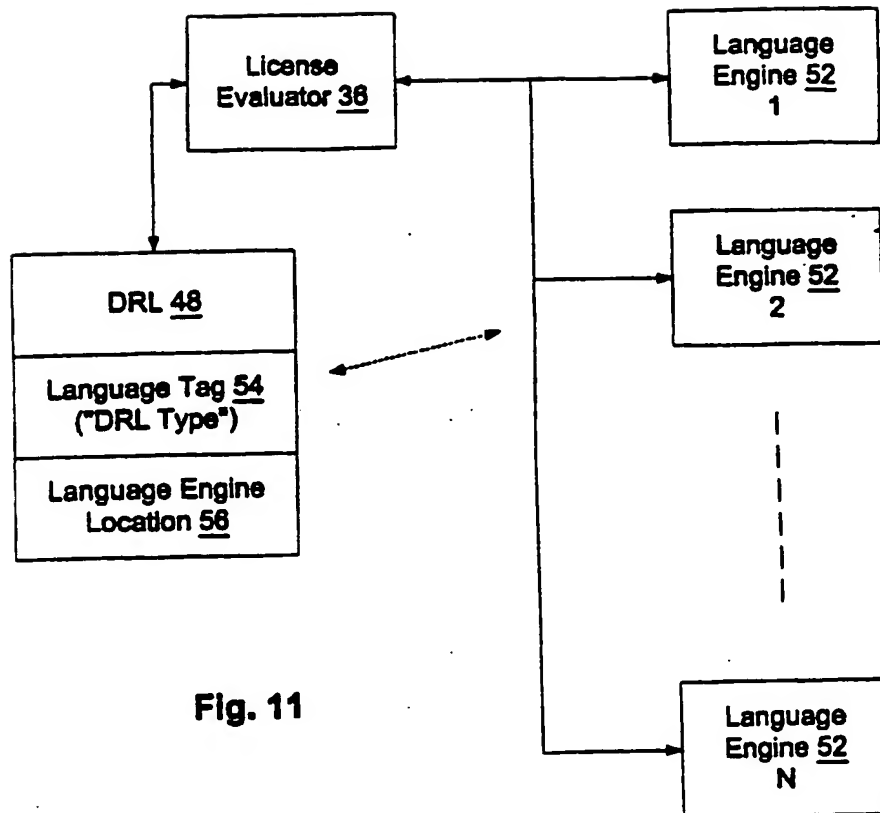 License
Evaluator 36
Language
Engine 52
1
Language
Engine 52
2
DRL 48
Language Tag 54
("DRL Type")
Language Engine
Location 56
Language
Engine 52
N
Fig. 11